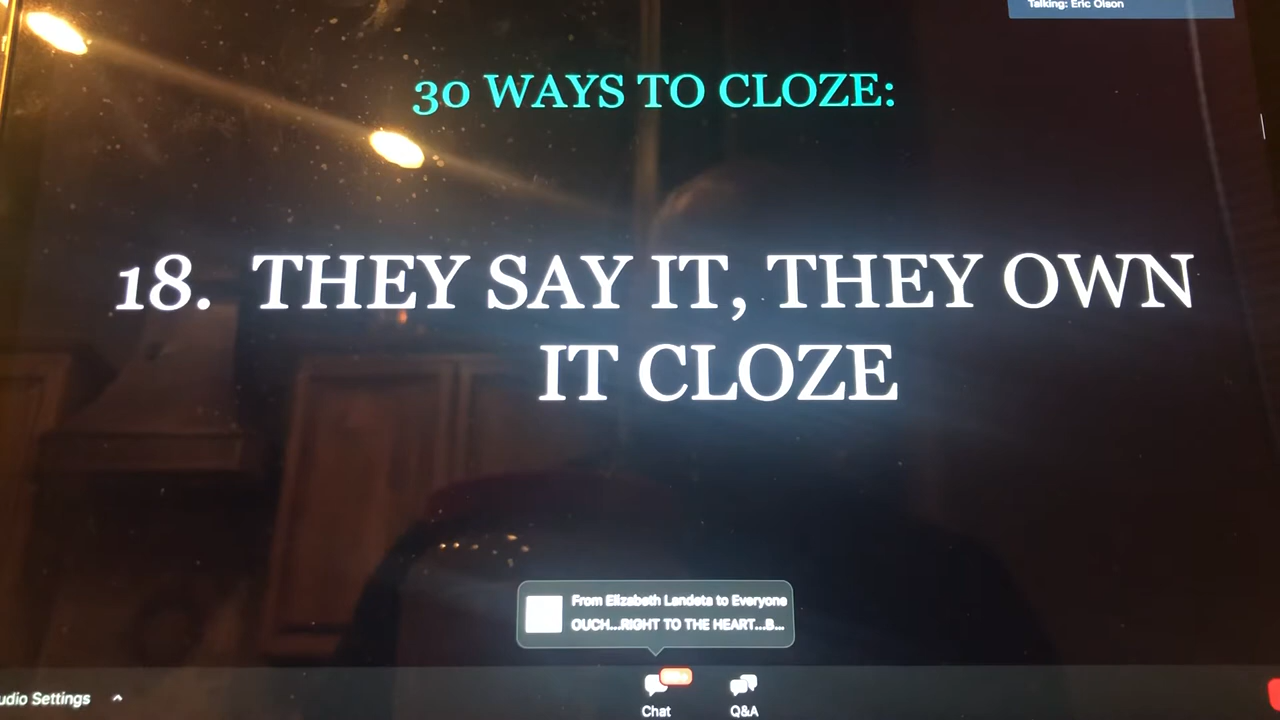 Talking: Eric Olson
30 WAYS TO CLOZE:
18. THEY SAY IT, THEY OWN
IT CLOZE
From Elizabeth Landeta to Everyone
OUCH...RIGHT TO THE HEART...B...
udio Settings
Chat
Q&A